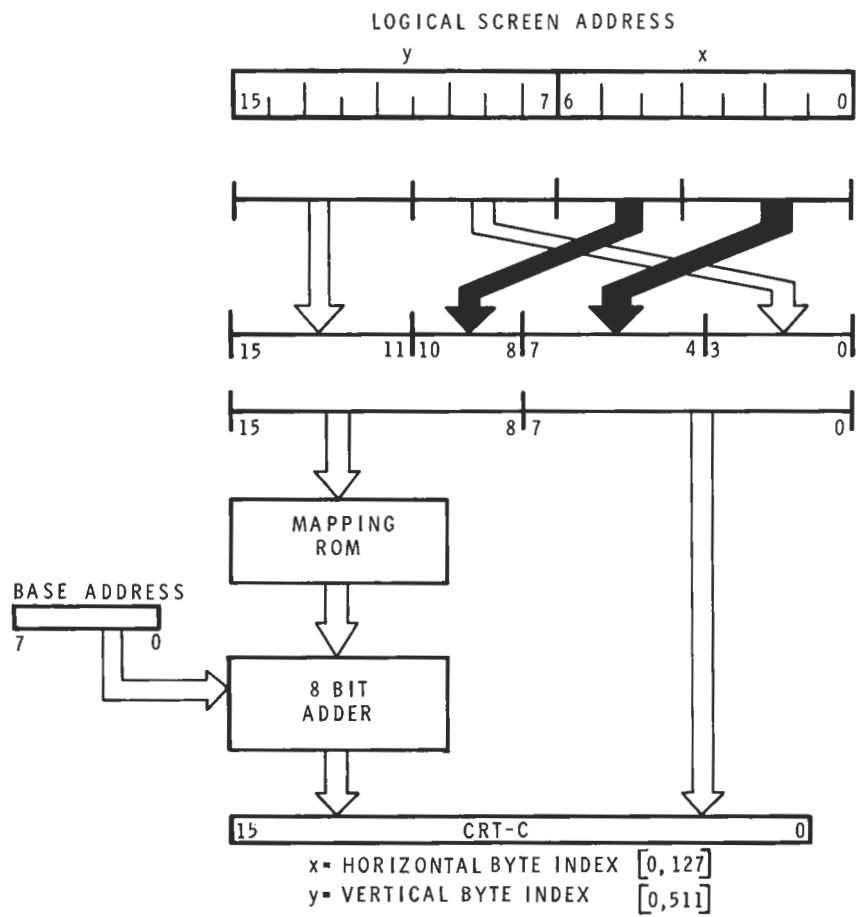 LOGICAL SCREEN ADDRESS
y x
15 7 6 0
15 11 10 8 7 4 3 0
15 8 7 0
MAPPING
ROM
BASE ADDRESS
7 0
8 BIT
ADDER
15 CRT-C 0
x= HORIZONTAL BYTE INDEX [0,127]
y= VERTICAL BYTE INDEX [0,511]